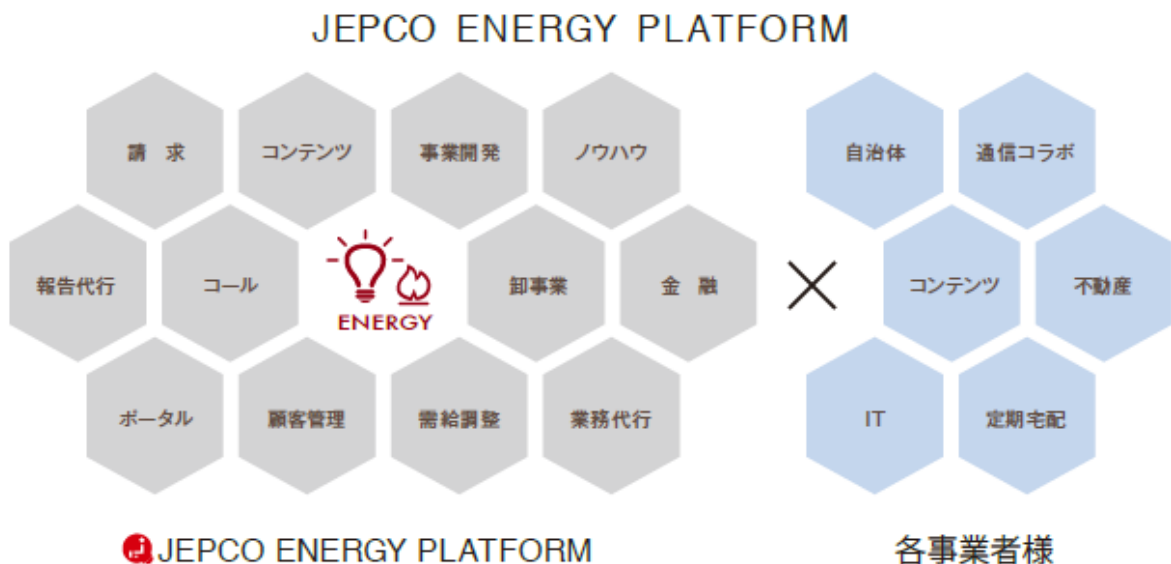 JEPCO ENERGY PLATFORM
請 求
コンテンツ
事業開発
ノウハウ
自治体
通信コラボ
報告代行
コール
ENERGY
卸事業
金 融
コンテンツ
不動産
ポータル
顧客管理
需給調整
業務代行
IT
定期宅配
JEPCO ENERGY PLATFORM
各事業者様